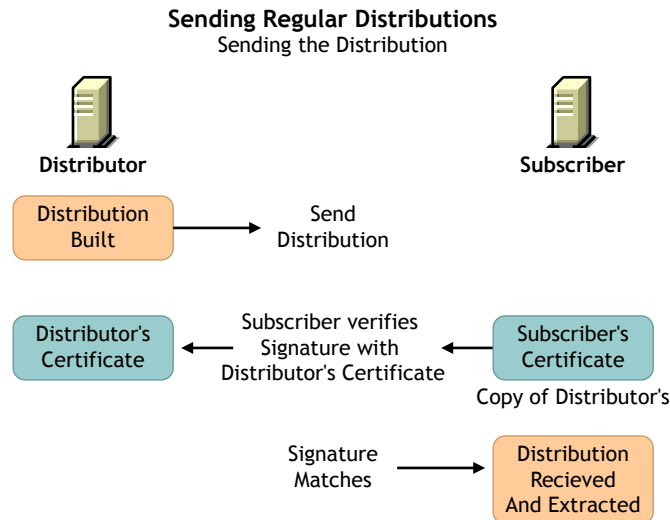 Sending Regular Distributions
Sending the Distribution
Distributor
Subscriber
Distribution
Built
Send
Distribution
Distributor's
Certificate
Subscriber verifies
Signature with
Distributor's Certificate
Subscriber's
Certificate
Copy of Distributor's
Signature
Matches
Distribution
Recieved
And Extracted